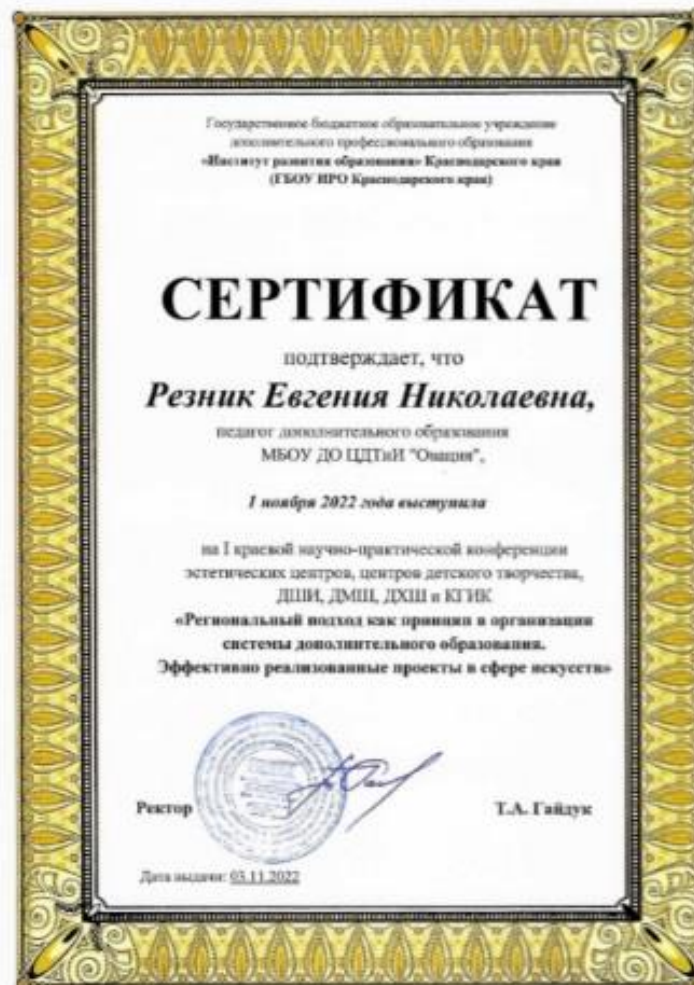 Государственное бюджетное образовательное учреждение
дополнительного профессионального образования
«Институт развития образования» Краснодарского края
(ГБОУ ИРО Краснодарского края)
СЕРТИФИКАТ
подтверждает, что
Резник Евгения Николаевна,
педагог дополнительного образования
МБОУ ДО ЦДТиИ "Овация",
1 ноября 2022 года выступила
на I краевой научно-практической конференции
эстетических центров, центров детского творчества,
ДШИ, ДМШ, ДХШ и КГИК
«Региональный подход как принцип в организации
системы дополнительного образования.
Эффективно реализованные проекты в сфере искусств»
Ректор
Т.А. Гайдук
Дата выдачи: 03.11.2022